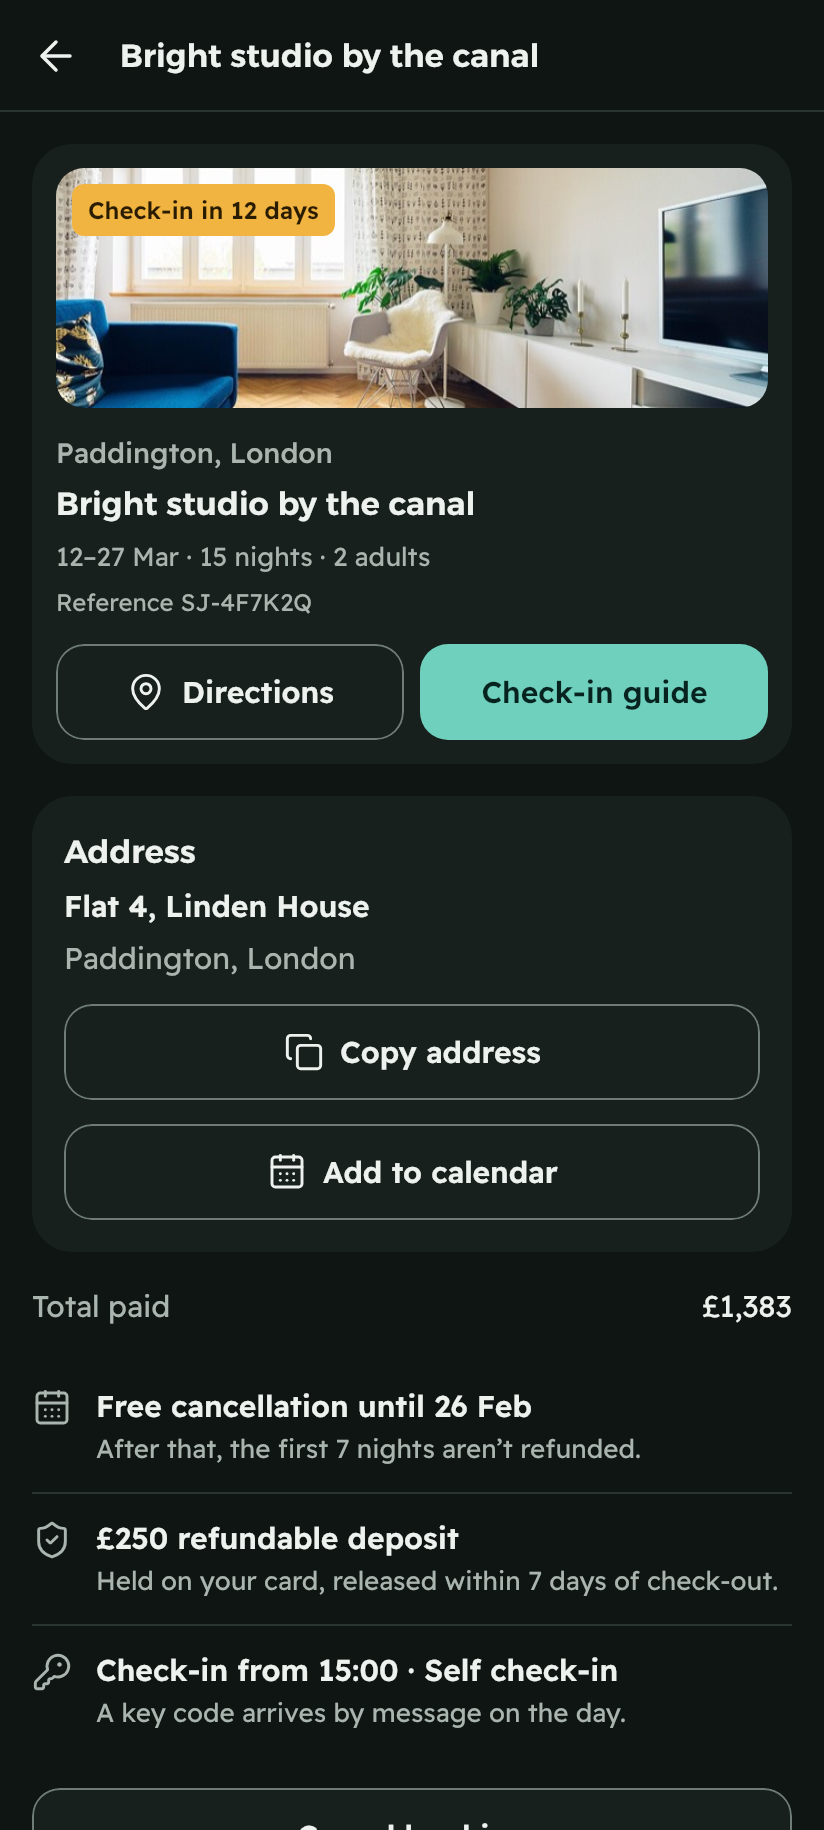 Bright studio by the canal
Check-in in 12 days
Paddington, London
Bright studio by the canal
12–27 Mar · 15 nights · 2 adults
Reference SJ-4F7K2Q
Directions
Check-in guide
Address
Flat 4, Linden House
Paddington, London
Copy address
Add to calendar
Total paid £1,383
Free cancellation until 26 Feb
After that, the first 7 nights aren’t refunded.
£250 refundable deposit
Held on your card, released within 7 days of check-out.
Check-in from 15:00 · Self check-in
A key code arrives by message on the day.